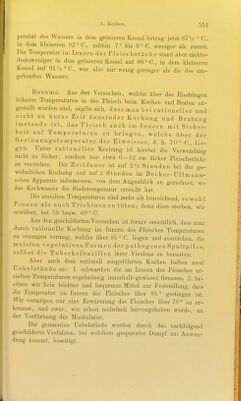 A. Krehen. 551
peratur des Wassers in dem grösseren Kessel betrug jetzt 87½ ° C.,
in dem kleineren 92 ° C., mithin 7° bis 8° C. weniger als zuerst.
Die Temperatur im Innern der Fleischstücke stand aber nichts-
destoweniger in dem grösseren Kessel auf 86 ° C., in dem kleineren
Kessel auf 91½ ° C., war also nur wenig geringer als die des um-
gebenden Wassers.
Resumé. Aus den Versuchen, welche über das Eindringen
höherer Temperaturen in das Fleisch beim Kochen und Braten an-
gestellt worden sind, ergibt sich, dass man bei rationeller und
nicht zu kurze Zeit dauernder Kochung und Bratung
imstande ist, das Fleisch auch im Innern mit Sicher-
heit auf Temperaturen zu bringen, welche über der
Gerinnungstemperatur des Eiweisses, d. h. 70° C., lie-
gen. Unter rationeller Kochung ist hierbei die Verwendung
nicht zu dicker, sondern nur etwa 6—12 cm dicker Fleischstücke
zu verstehen. Die Zeitdauer ist auf 2½ Stunden bei der ge-
wöhnlichen Kochung und auf 2 Stunden im Becker-Ullmann-
schen Apparate zuzumessen, von dem Augenblick an gerechnet, wo
das Kochwasser die Siedetemperatur erreicht hat.
Die erzielten Temperaturen sind mehr als hinreichend, sowohl
Finnen als auch Trichinen zu töten; denn diese sterben, wie
erwähnt, bei 50 bezw. 69° C.
Aus den geschilderten Versuchen ist ferner ersichtlich, dass man
durch rationelle Kochung im Innern des Fleisches Temperaturen
zu erzeugen vermag, welche über 85 ° C. liegen und ausreichen, die
meisten vegetativen Formen der pathogenen Spaltpilze,
selbst die Tuberkelbazillen ihrer Virulenz zu berauben.
Aber auch dem rationell ausgeführten Kochen haften zwei
Uebelstände an: 1. schwanken die im Innern des Fleisches er-
zielten Temperaturen regelmässig innerhalb gewisser Grenzen, 2. be-
sitzen wir kein leichtes und bequemes Mittel zur Feststellung, dass
die Temperatur im Innern des Fleisches über 85 ° gestiegen ist.
Wir vermögen nur eine Erwärmung des Fleisches über 70 ° zu er-
kennen, und zwar, wie schon mehrfach hervorgehoben wurde, an
der Verfärbung der Muskulatur.
Die genannten Uebelstände werden durch das nachfolgend
geschilderte Verfahren, bei welchem gespannter Dampf zur Anwen-
dung kommt, beseitigt.